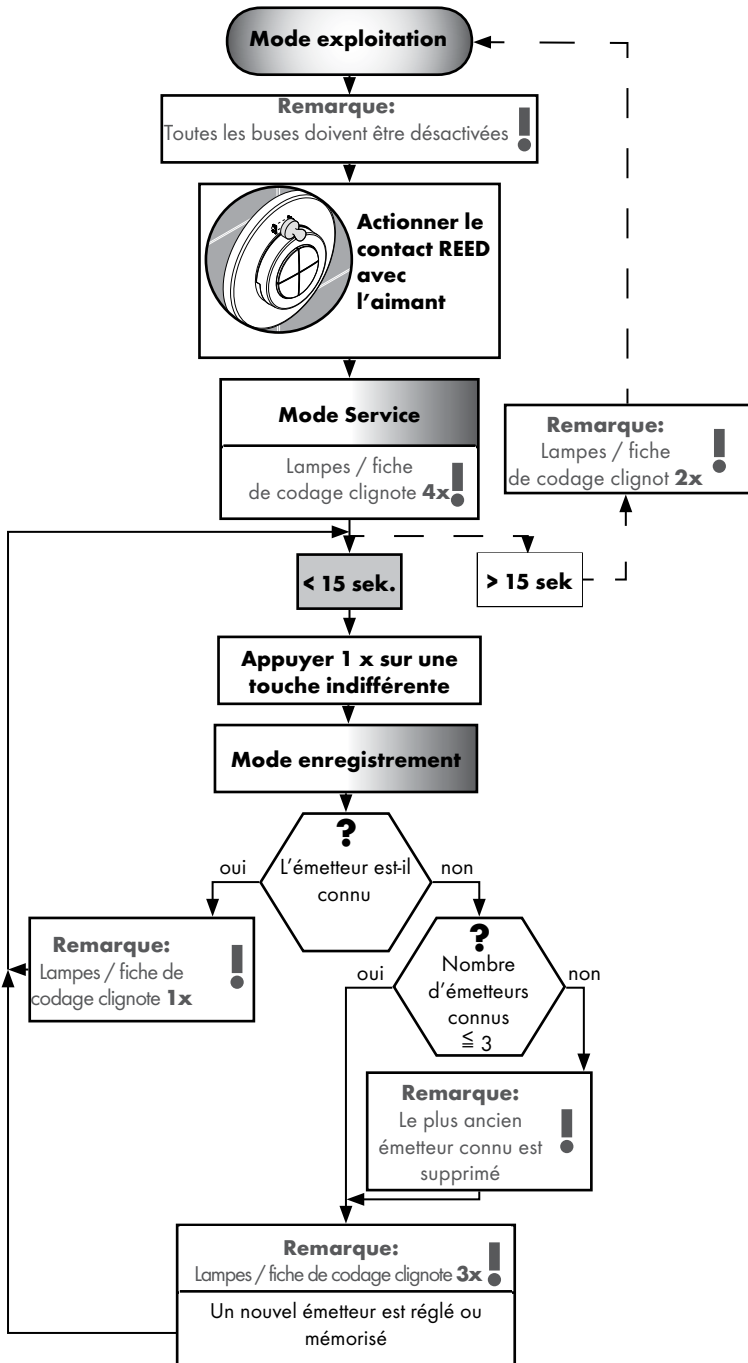 Mode exploitation
Remarque:
Toutes les buses doivent être désactivées
!
Actionner le
contact REED
avec
l'aimant
Mode Service
Lampes / fiche
de codage clignote 4x
!
Remarque:
Lampes / fiche
de codage clignot 2x
!
< 15 sek.
> 15 sek
Appuyer 1 x sur une
touche indifférente
Mode enregistrement
?
L'émetteur est-il
connu
oui
non
Remarque:
Lampes / fiche de
codage clignote 1x
!
?
Nombre
d'émetteurs
connus
≦ 3
oui
non
Remarque:
Le plus ancien
émetteur connu est
supprimé
!
Remarque:
Lampes / fiche de codage clignote 3x
!
Un nouvel émetteur est réglé ou
mémorisé